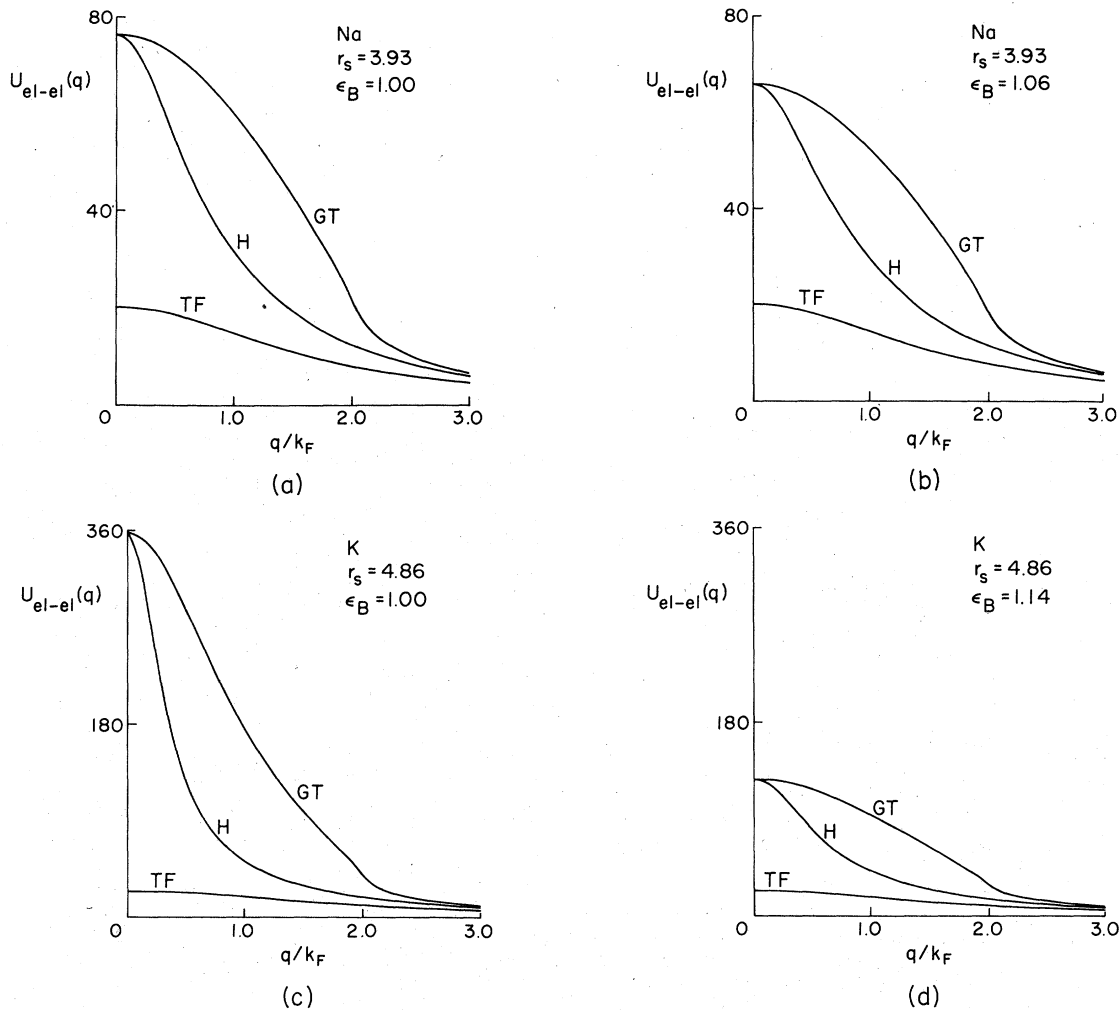 80
Na
r_s = 3.93
ϵ_B = 1.00
U_el-el(q)
GT
40
H
TF
0 1.0 2.0 3.0
q/k_F
(a)
80
Na
r_s = 3.93
ϵ_B = 1.06
U_el-el(q)
40
GT
H
TF
0 1.0 2.0 3.0
q/k_F
(b)
360
K
r_s = 4.86
ϵ_B = 1.00
U_el-el(q)
180
GT
H
TF
0 1.0 2.0 3.0
q/k_F
(c)
360
K
r_s = 4.86
ϵ_B = 1.14
U_el-el(q)
180
GT
H
TF
0 1.0 2.0 3.0
q/k_F
(d)